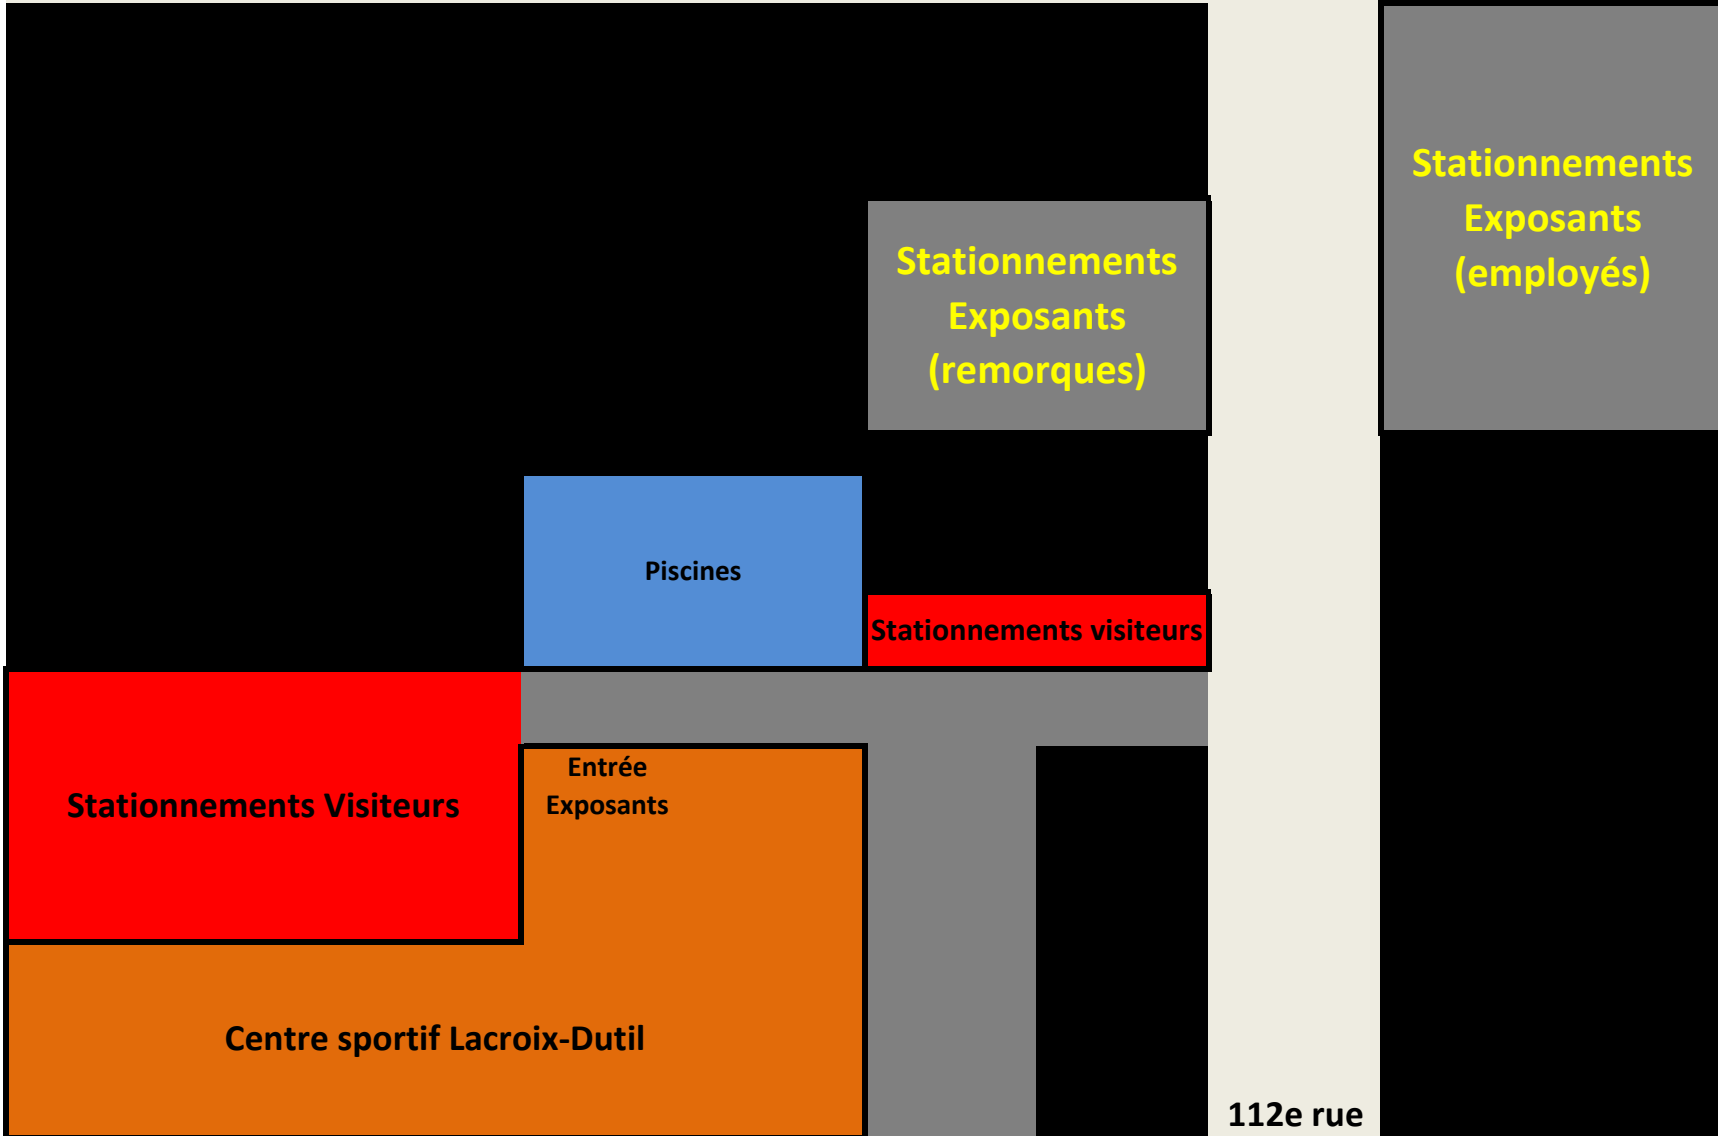 Stationnements
Exposants
(employés)
Stationnements
Exposants
(remorques)
Piscines
Stationnements visiteurs
Entrée
Exposants
Stationnements Visiteurs
Centre sportif Lacroix-Dutil
112e rue